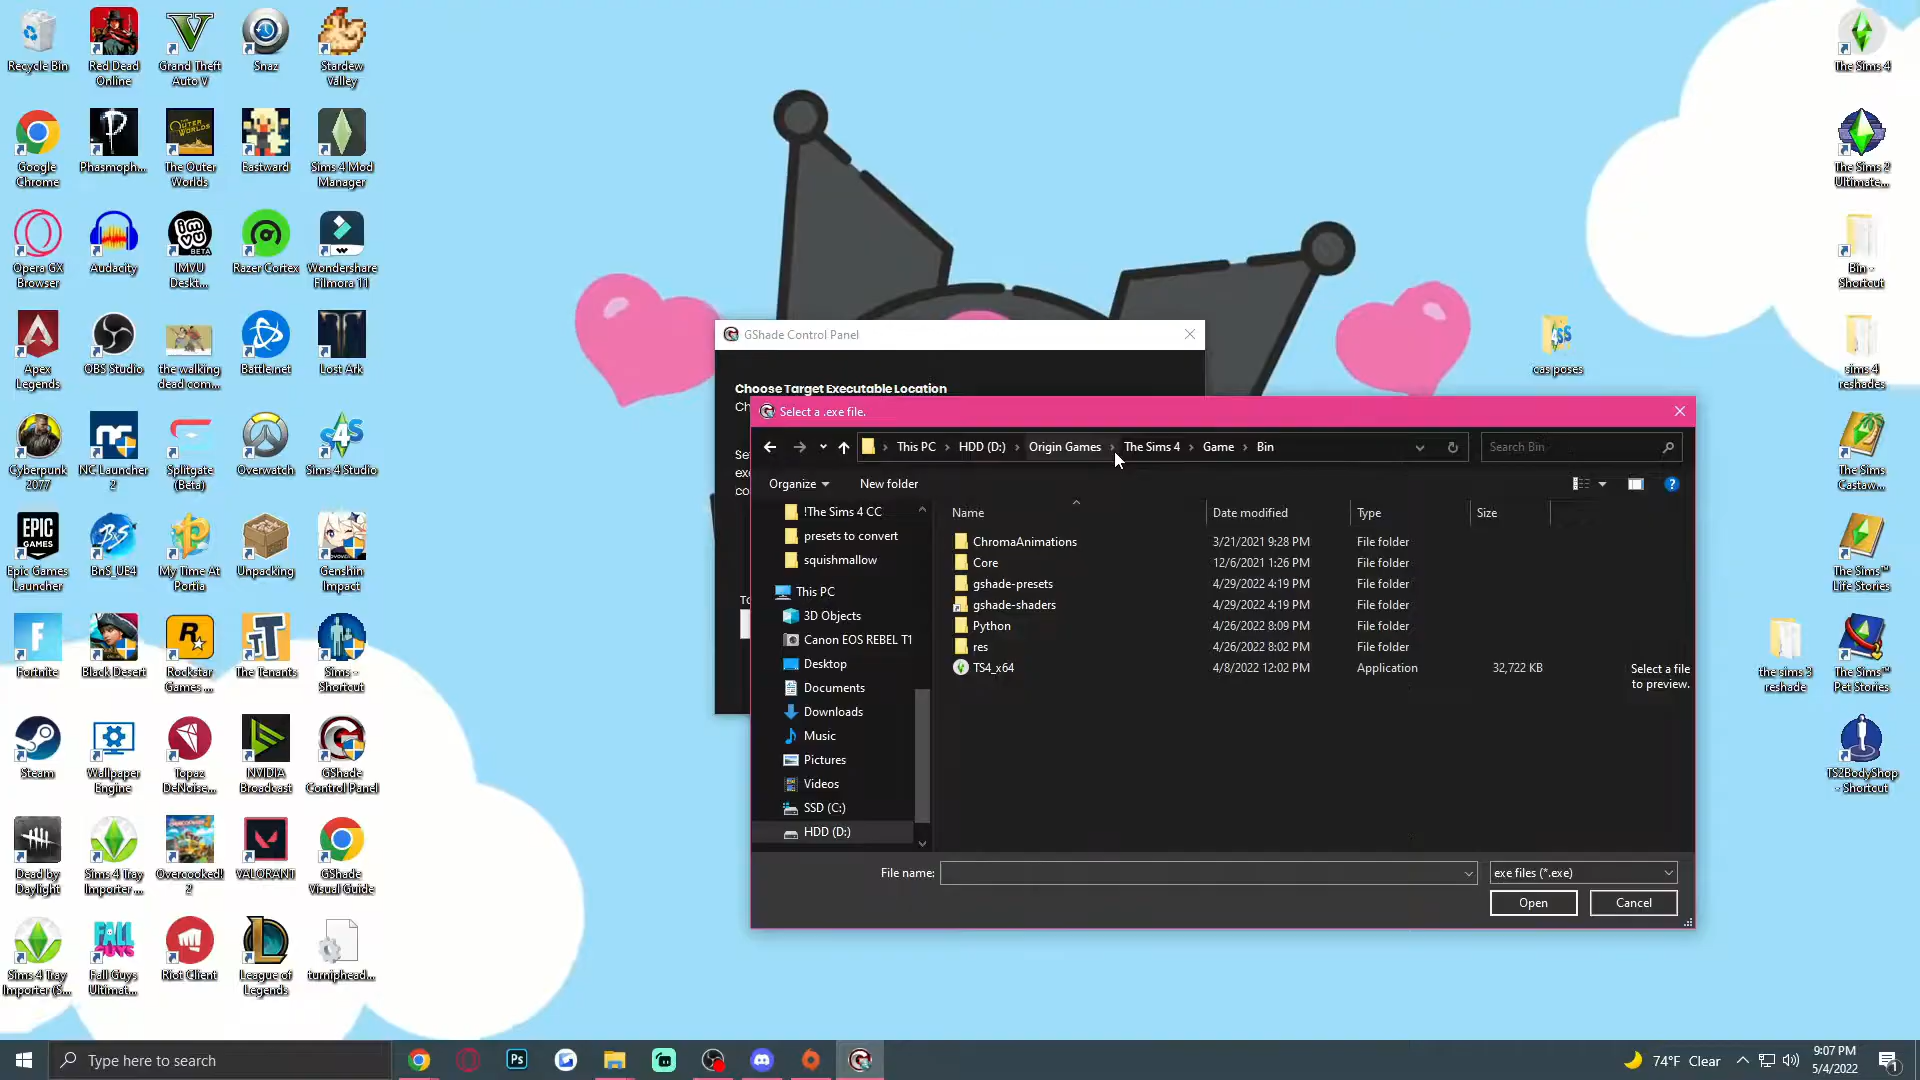 Recycle Bin
Red Dead
Online
Grand Theft
Auto V
Snaz
Stardew
Valley
Google
Chrome
Phasmoph...
The Outer
Worlds
Eastward
Sims 4 Mod
Manager
Opera GX
Browser
Audacity
IMVU
Deskt...
Razer Cortex
Wondershare
Filmora 11
Apex
Legends
OBS Studio
the walking
dead com...
Battle.net
Lost Ark
Cyberpunk
2077
NC Launcher
2
Splitgate
(Beta)
Overwatch
Sims 4 Studio
Epic Games
Launcher
BnS_UE4
My Time At
Portia
Unpacking
Genshin
Impact
Fortnite
Black Desert
Rockstar
Games ...
The Tenants
Sims -
Shortcut
Steam
Wallpaper
Engine
Topaz
DeNoise...
NVIDIA
Broadcast
GShade
Control Panel
Dead by
Daylight
Sims 4 Tray
Importer ...
Overcooked!
2
VALORANT
GShade
Visual Guide
Sims 4 Tray
Importer (S...
Fall Guys
Ultimat...
Riot Client
League of
Legends
turniphead...
GShade Control Panel
Choose Target Executable Location
Ch
Se
exe
co
To
Select a .exe file.
This PC
HDD (D:)
Origin Games
The Sims 4
Game
Bin
Search Bin
Organize
New folder
!The Sims 4 CC
presets to convert
squishmallow
This PC
3D Objects
Canon EOS REBEL T1
Desktop
Documents
Downloads
Music
Pictures
Videos
SSD (C:)
HDD (D:)
Name Date modified Type Size
ChromaAnimations 3/21/2021 9:28 PM File folder
Core 12/6/2021 1:26 PM File folder
gshade-presets 4/29/2022 4:19 PM File folder
gshade-shaders 4/29/2022 4:19 PM File folder
Python 4/26/2022 8:09 PM File folder
res 4/26/2022 8:02 PM File folder
TS4_x64 4/8/2022 12:02 PM Application 32,722 KB
Select a file
to preview.
File name:
exe files (*.exe)
Open
Cancel
cas poses
the sims 3
reshade
The Sims 4
The Sims 2
Ultimate...
Bin -
Shortcut
sims 4
reshades
The Sims
Castaw...
The Sims™
Life Stories
The Sims™
Pet Stories
TS2BodyShop
- Shortcut
Type here to search
74°F Clear
9:07 PM
5/4/2022